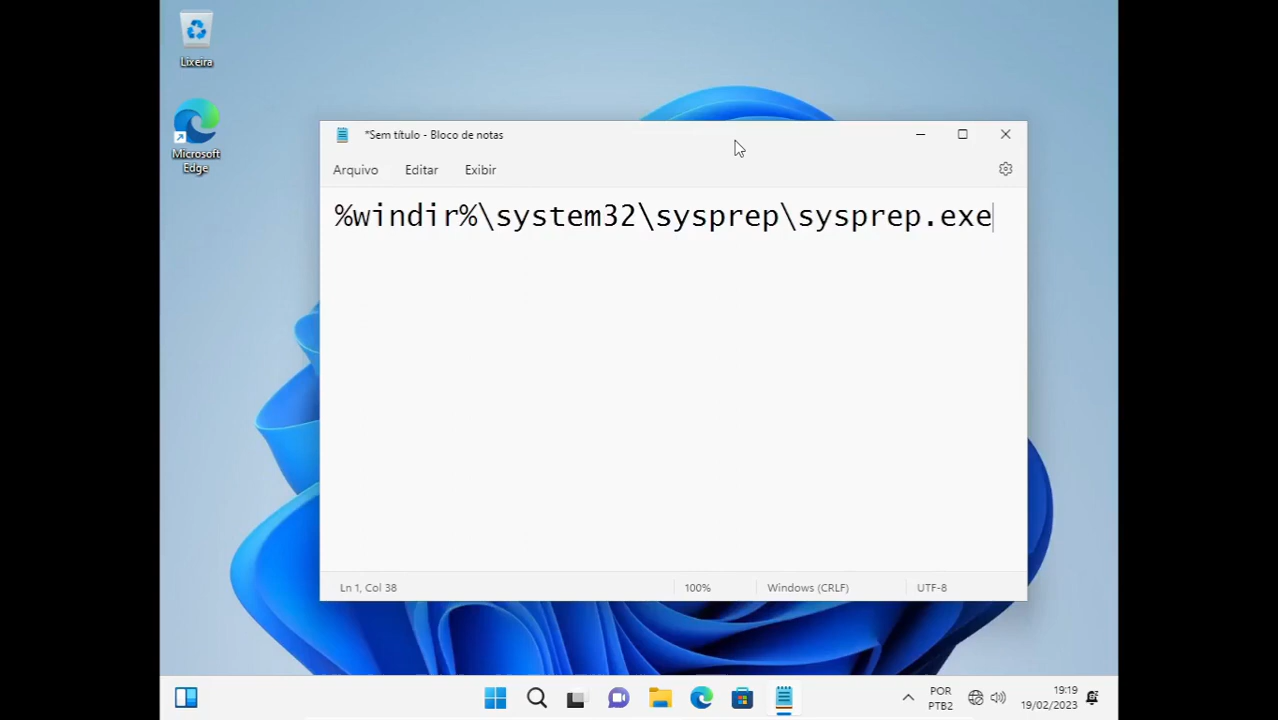 Lixeira
Microsoft
Edge
*Sem título - Bloco de notas
Arquivo Editar Exibir
%windir%\system32\sysprep\sysprep.exe
Ln 1, Col 38 100% Windows (CRLF) UTF-8
POR
PTB2
19:19
19/02/2023